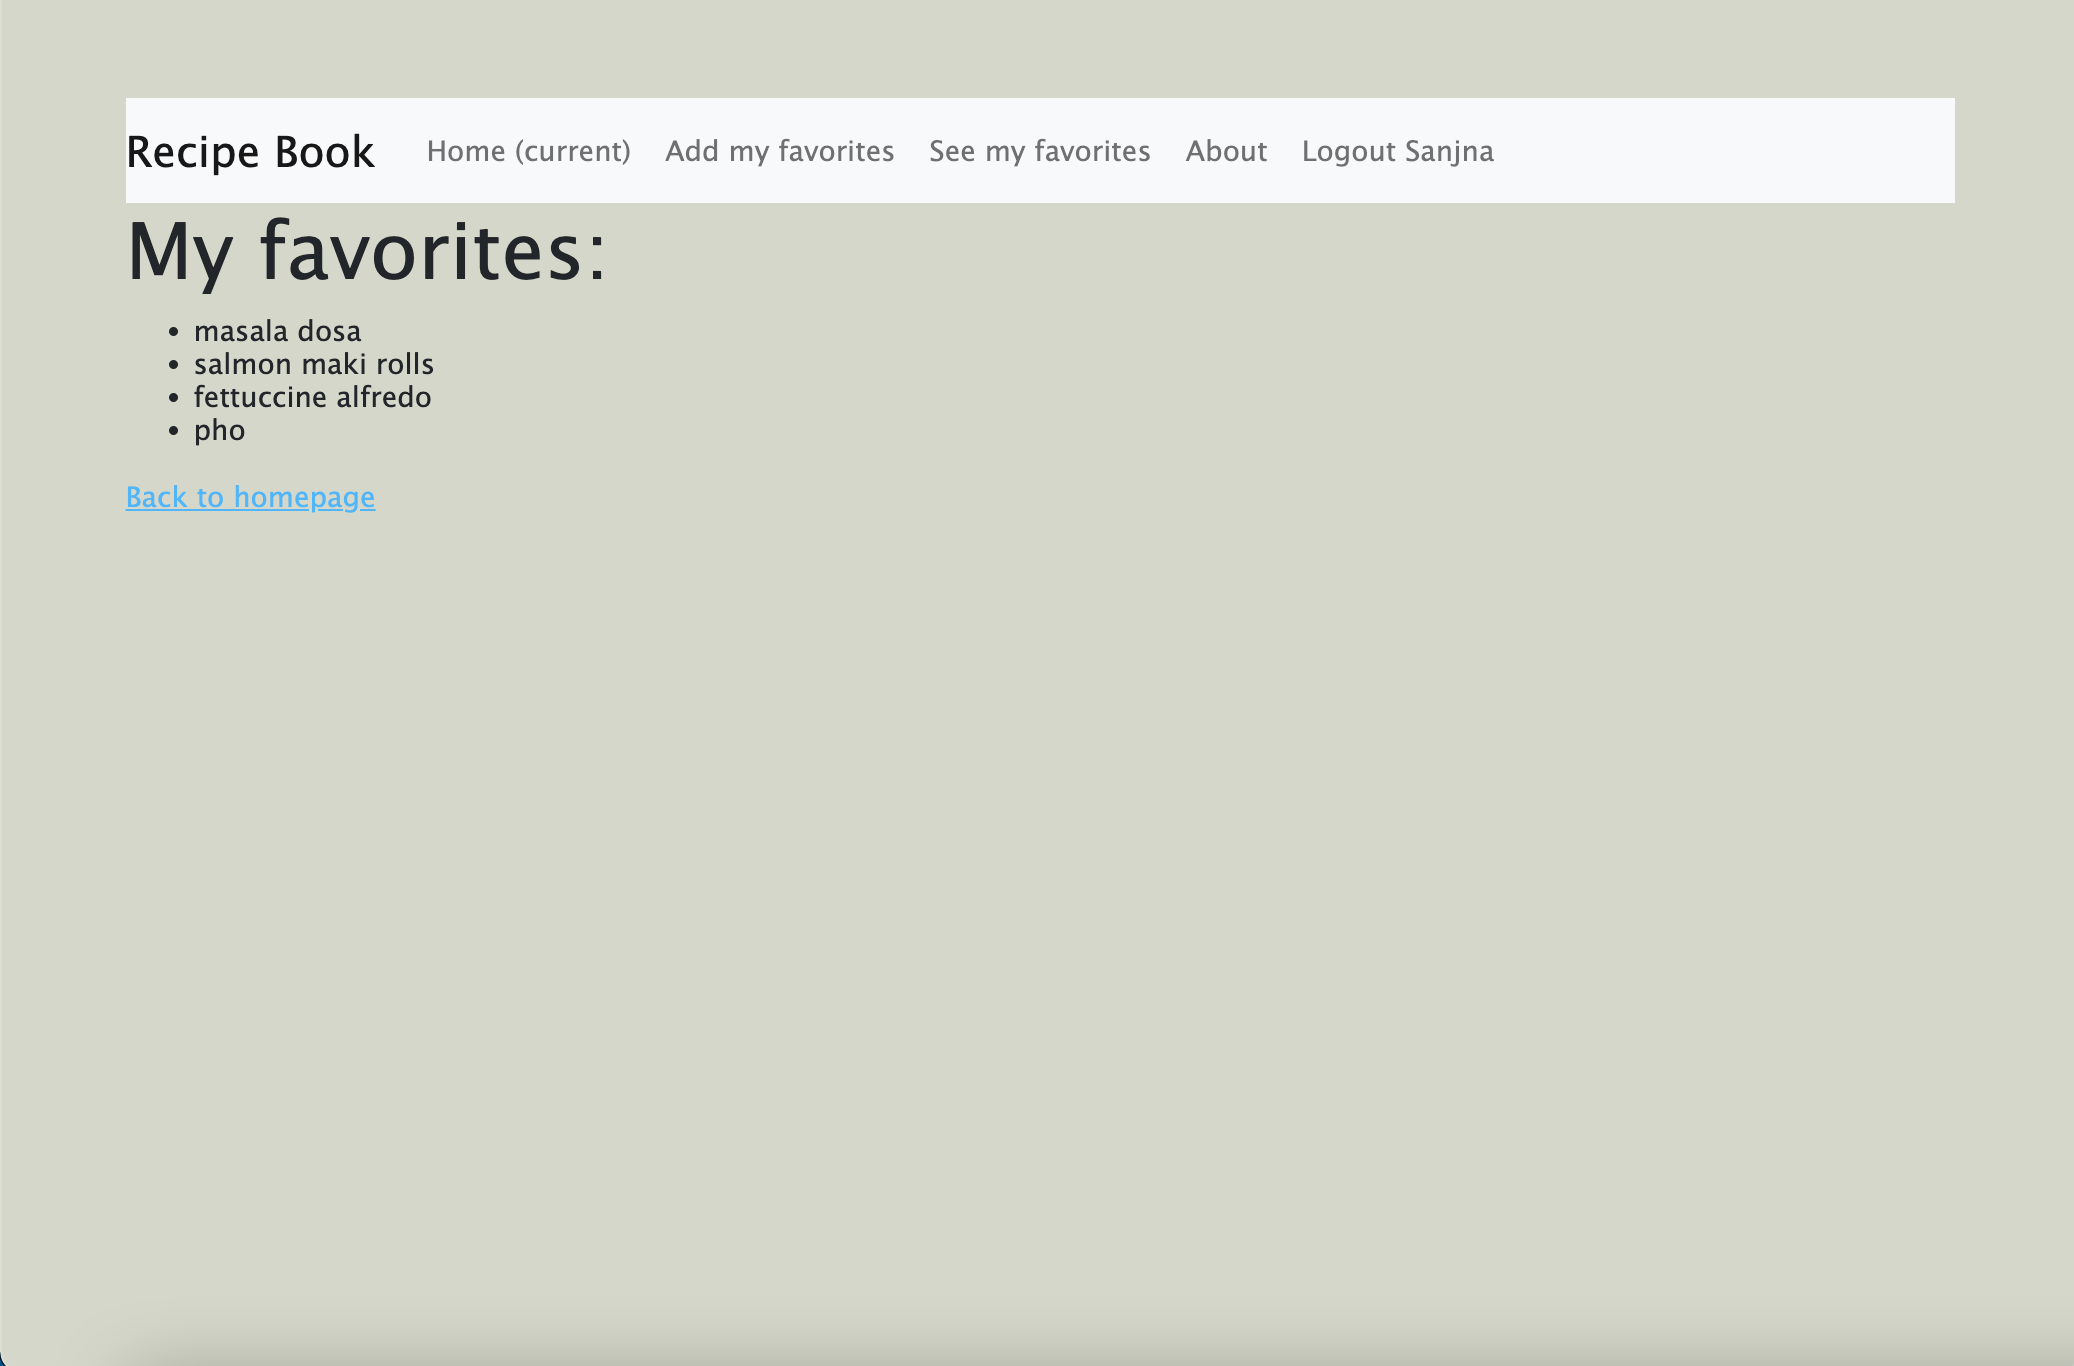 Recipe Book Home (current) Add my favorites See my favorites About Logout Sanjna
My favorites:
• masala dosa
• salmon maki rolls
• fettuccine alfredo
• pho
Back to homepage